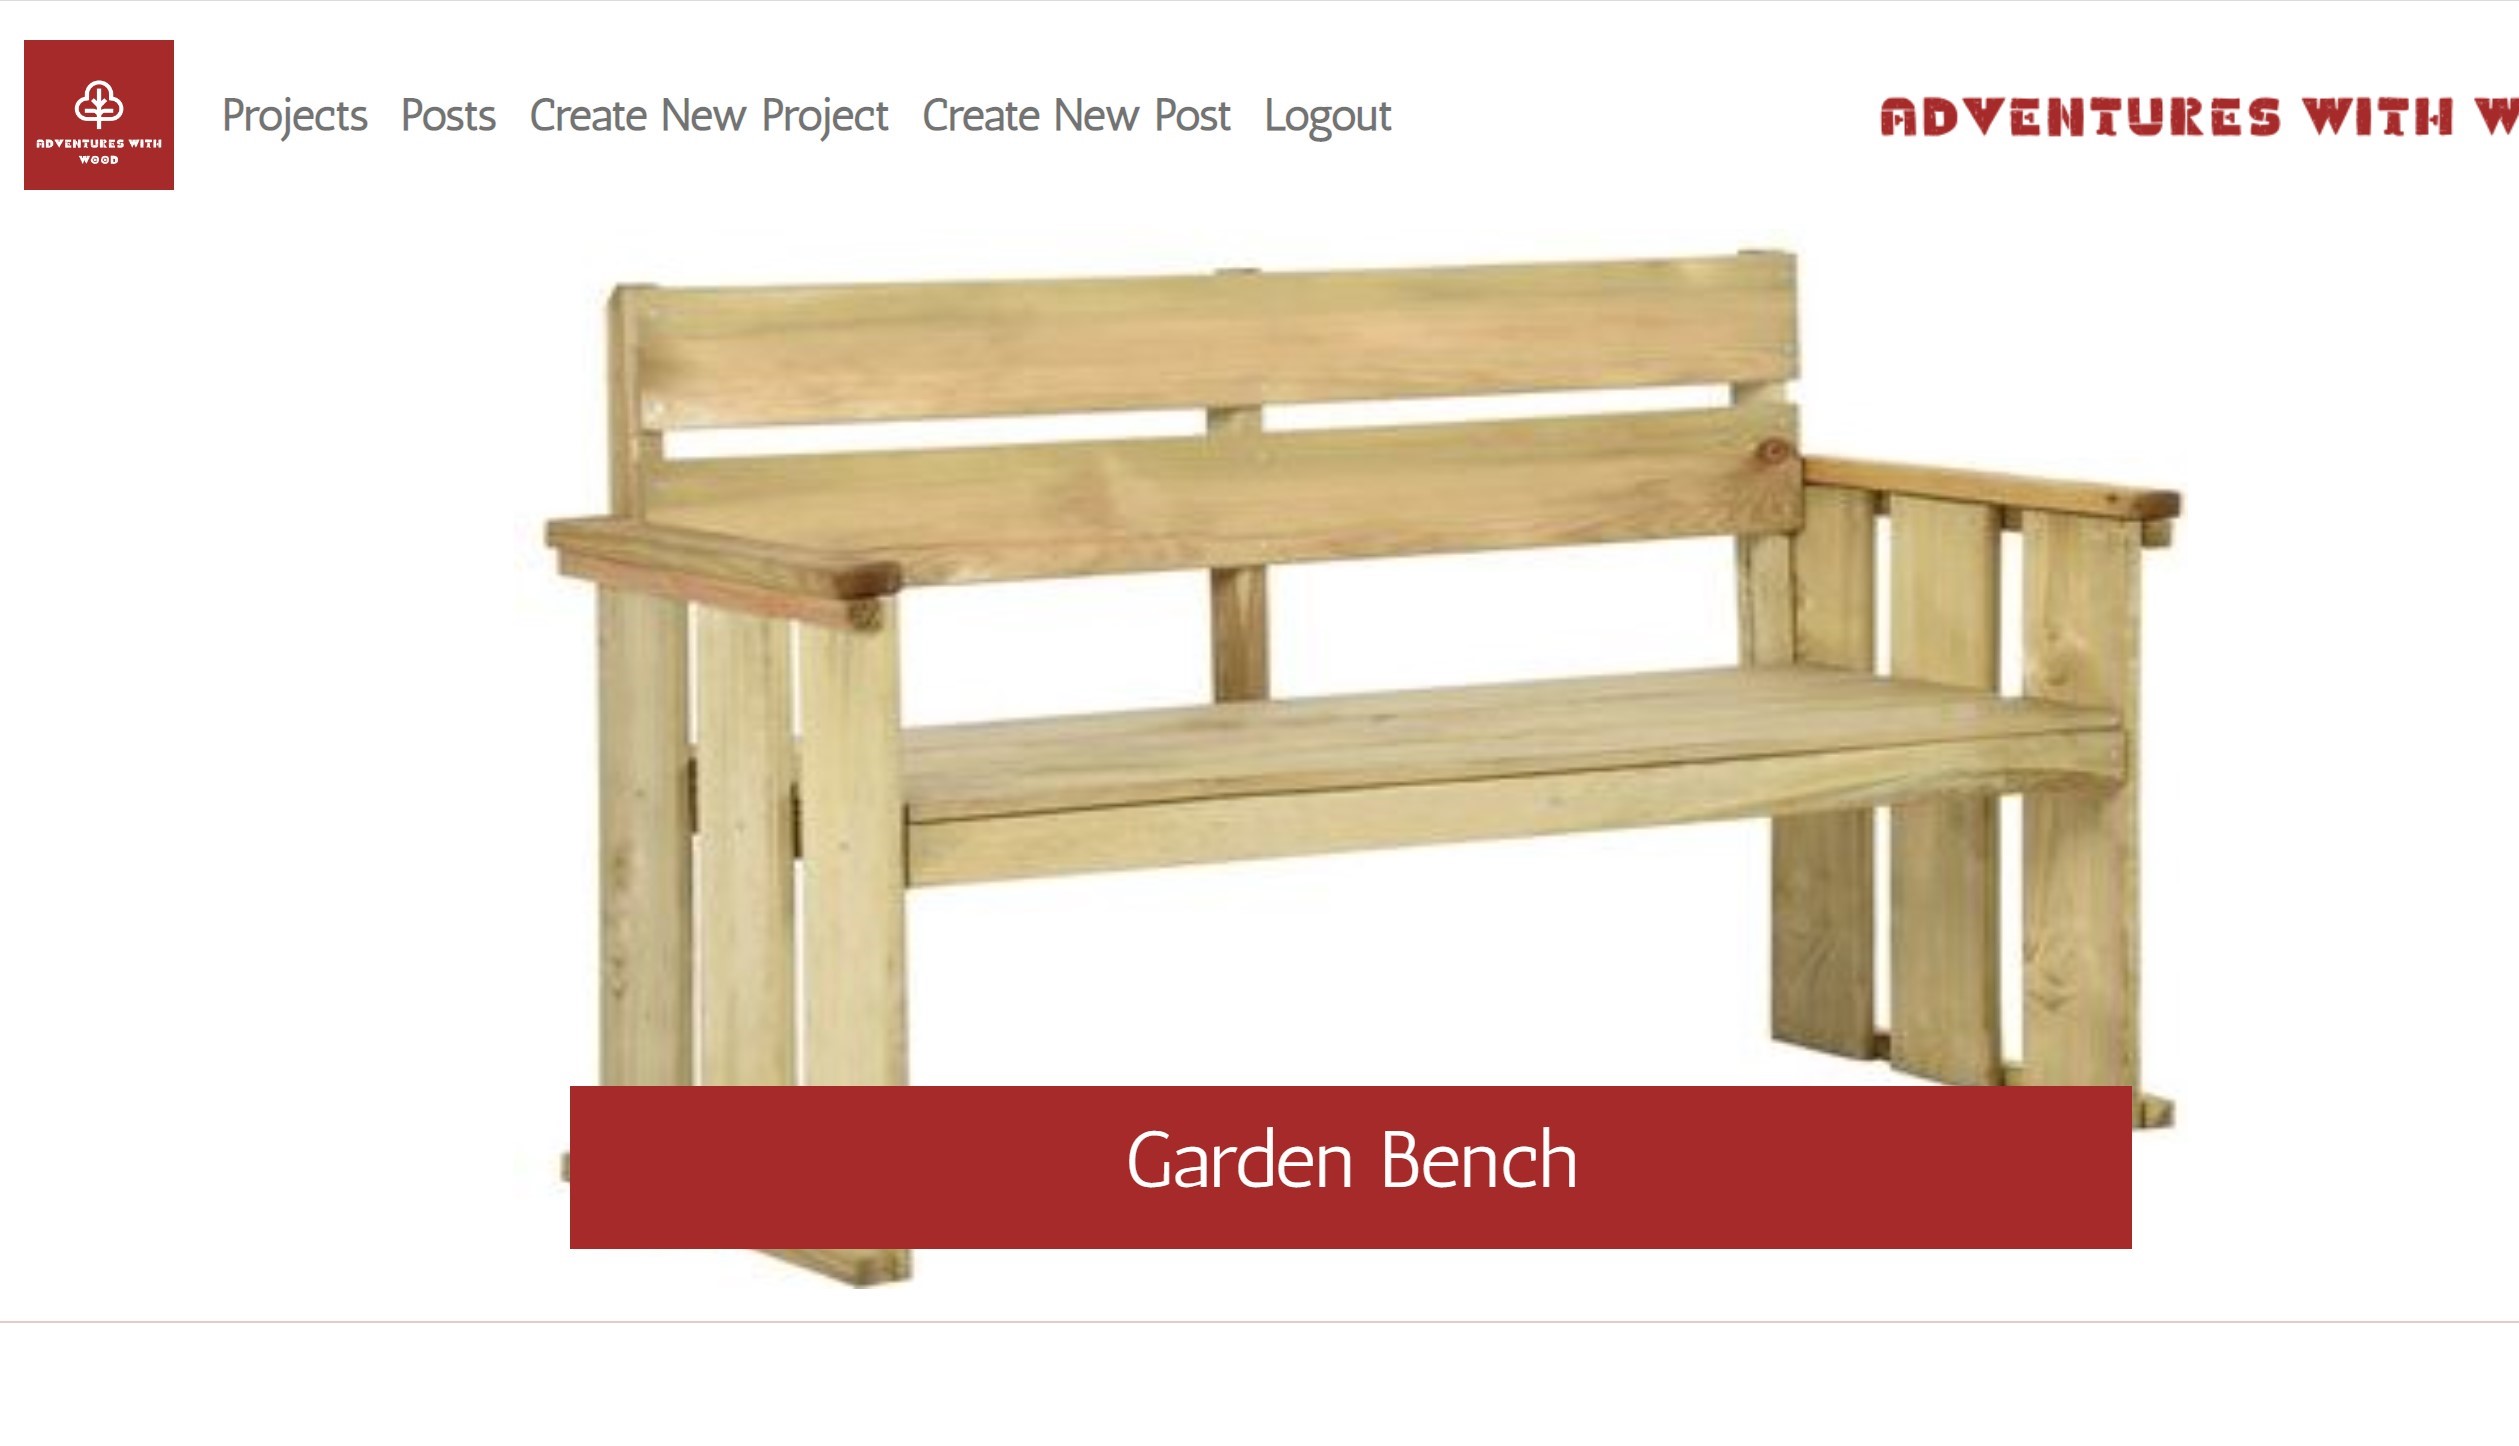 ADVENTURES WITH
WOOD
Projects Posts Create New Project Create New Post Logout
ADVENTURES WITH W
Garden Bench